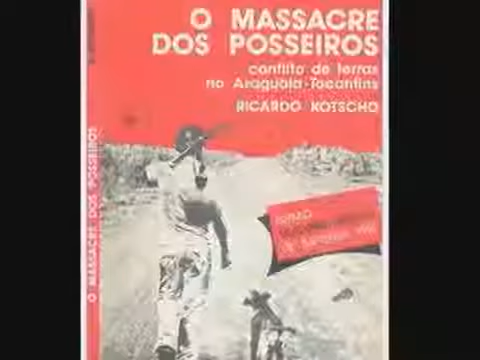 O MASSACRE
DOS POSSEIROS
conflito de terras
no Araguaia-Tocantins
RICARDO KOTSCHO
O MASSACRE DOS POSSEIROS